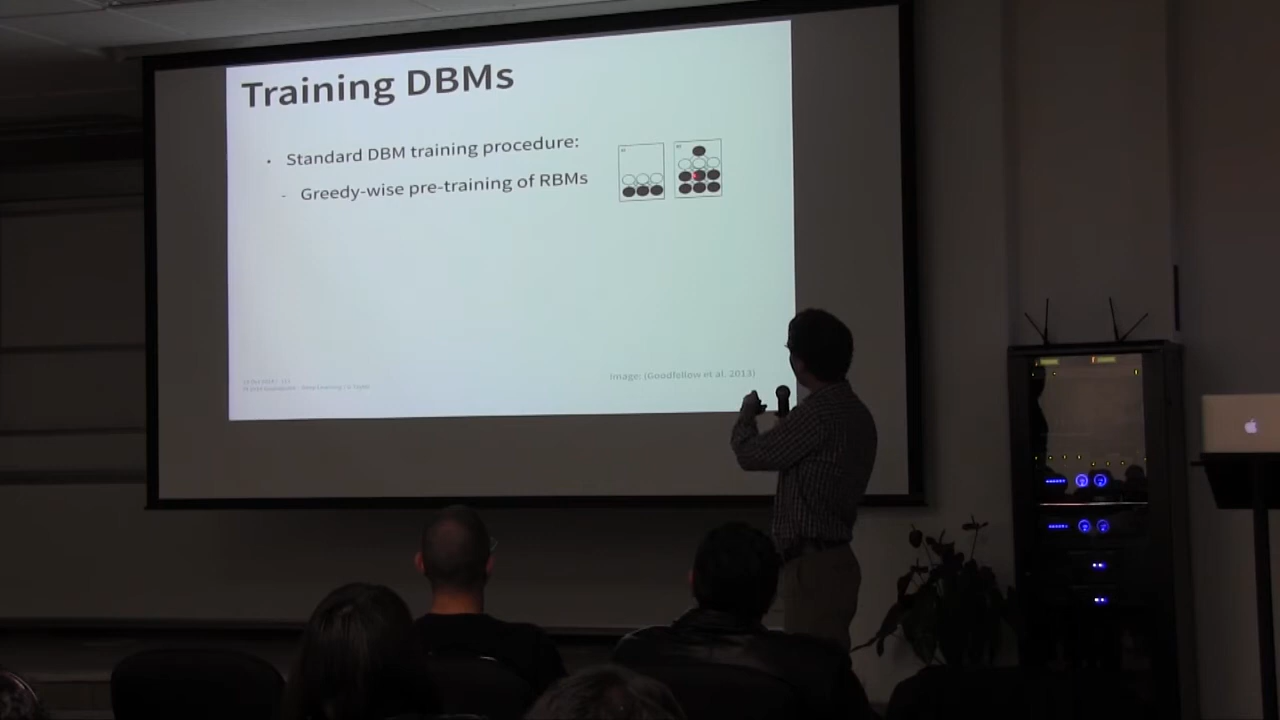 Training DBMs
· Standard DBM training procedure:
- Greedy-wise pre-training of RBMs
Image: (Goodfellow et al. 2013)